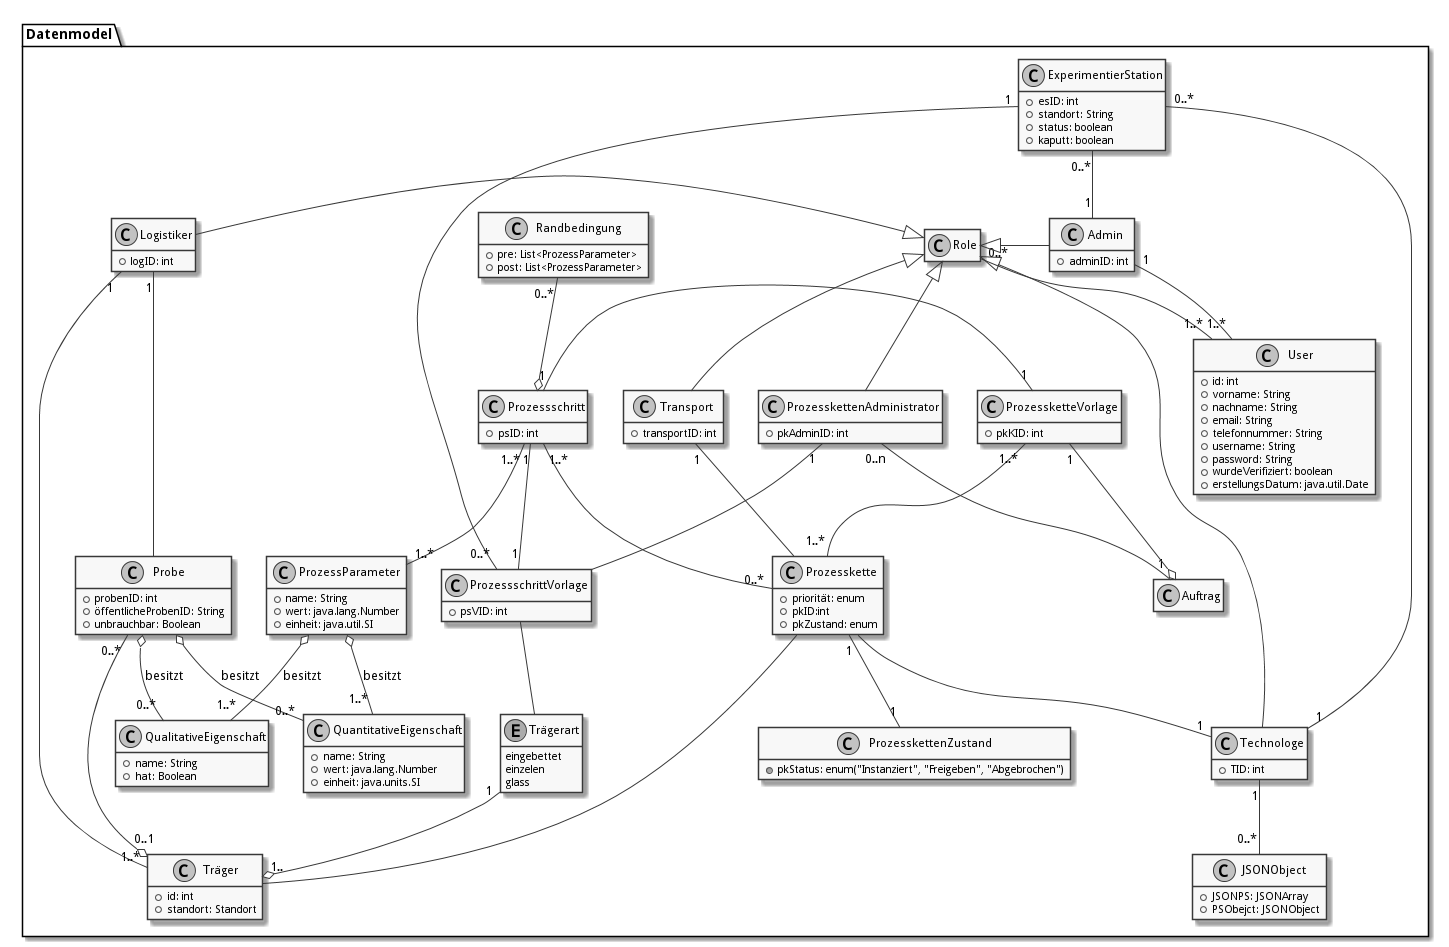 Datenmodel
C ExperimentierStation
esID: int
standort: String
status: boolean
kaputt: boolean
1
0..*
0..*
1
C Logistiker
logID: int
1
1
C Randbedingung
pre: List<ProzessParameter>
post: List<ProzessParameter>
0..*
1
C Role
0..*
C Admin
adminID: int
1
1..*
1..*
C User
id: int
vorname: String
nachname: String
email: String
telefonnummer: String
username: String
password: String
wurdeVerifiziert: boolean
erstellungsDatum: java.util.Date
C Prozessschritt
psID: int
1..*
1
1..*
C Transport
transportID: int
1
C ProzesskettenAdministrator
pkAdminID: int
1
0..n
1
C ProzessketteVorlage
pkKID: int
1..*
1
C Probe
probenID: int
öffentlicheProbenID: String
unbrauchbar: Boolean
0..*
C ProzessParameter
name: String
wert: java.lang.Number
einheit: java.util.SI
1..*
0..*
1
C ProzessschrittVorlage
psVID: int
0..*
1..*
C Prozesskette
priorität: enum
pkID:int
pkZustand: enum
1
1
C Auftrag
besitzt
besitzt
besitzt
besitzt
0..*
0..*
1..*
1..*
C QualitativeEigenschaft
name: String
hat: Boolean
C QuantitativeEigenschaft
name: String
wert: java.lang.Number
einheit: java.units.SI
E Trägerart
eingebettet
einzelen
glass
1
1
C ProzesskettenZustand
pkStatus: enum("Instanziert", "Freigeben", "Abgebrochen")
1
1
C Technologe
TID: int
1
0..*
0..1
1..*
1..
C Träger
id: int
standort: Standort
C JSONObject
JSONPS: JSONArray
PSObejct: JSONObject